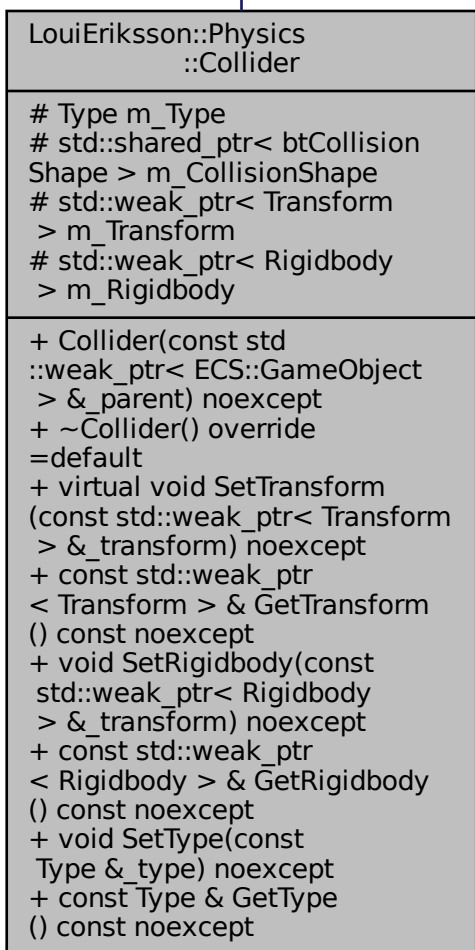 LouiEriksson::Physics
::Collider
# Type m_Type
# std::shared_ptr< btCollision
Shape > m_CollisionShape
# std::weak_ptr< Transform
 > m_Transform
# std::weak_ptr< Rigidbody
 > m_Rigidbody
+ Collider(const std
::weak_ptr< ECS::GameObject
 > &_parent) noexcept
+ ~Collider() override
=default
+ virtual void SetTransform
(const std::weak_ptr< Transform
 > &_transform) noexcept
+ const std::weak_ptr
< Transform > & GetTransform
() const noexcept
+ void SetRigidbody(const
 std::weak_ptr< Rigidbody
 > &_transform) noexcept
+ const std::weak_ptr
< Rigidbody > & GetRigidbody
() const noexcept
+ void SetType(const
 Type &_type) noexcept
+ const Type & GetType
() const noexcept